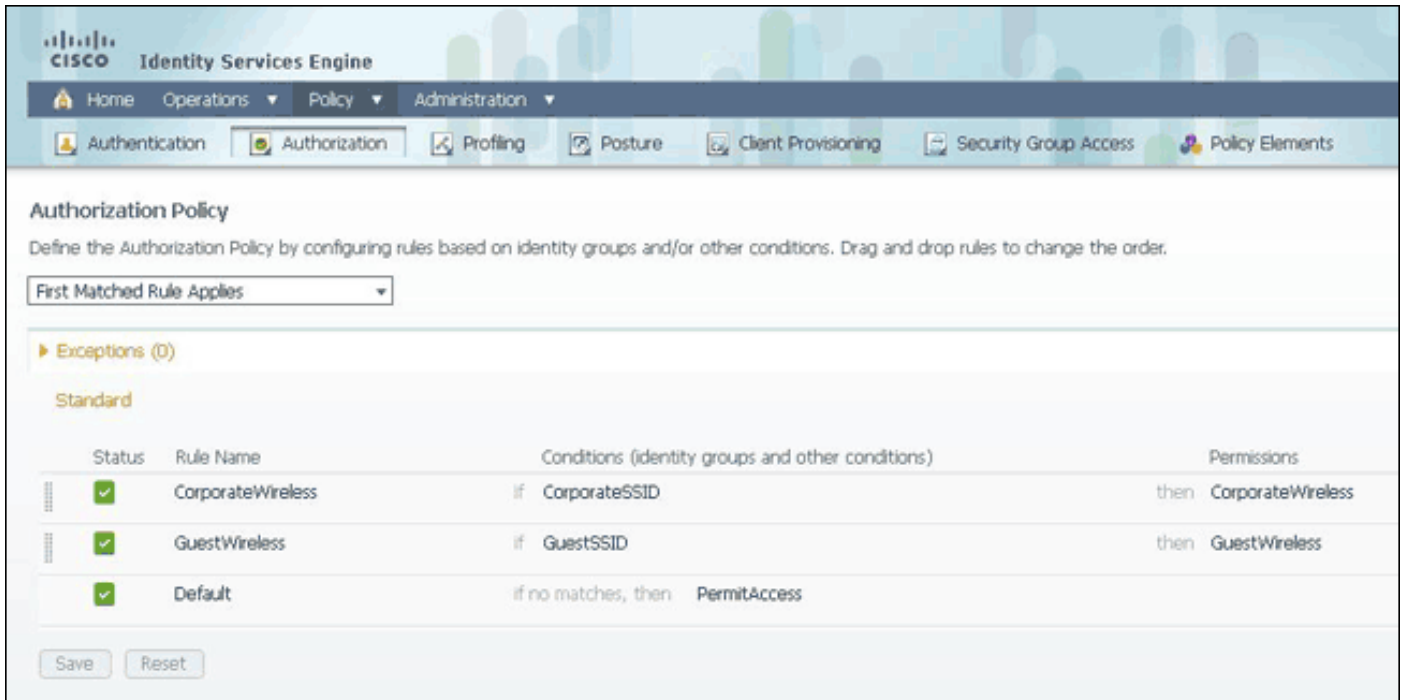 CISCO Identity Services Engine
Home Operations Policy Administration
Authentication Authorization Profiling Posture Client Provisioning Security Group Access Policy Elements
Authorization Policy
Define the Authorization Policy by configuring rules based on identity groups and/or other conditions. Drag and drop rules to change the order.
First Matched Rule Applies
Exceptions (0)
Standard
Status Rule Name Conditions (identity groups and other conditions) Permissions
CorporateWireless if CorporateSSID then CorporateWireless
GuestWireless if GuestSSID then GuestWireless
Default if no matches, then PermitAccess
Save Reset